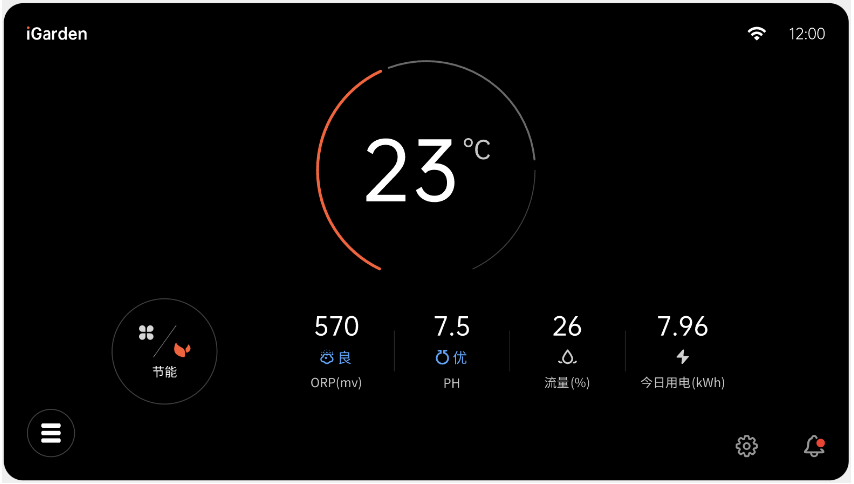 iGarden
12:00
23 °C
570
7.5
26
7.96
良
优
节能
ORP(mv)
PH
流量(%)
今日用电(kWh)